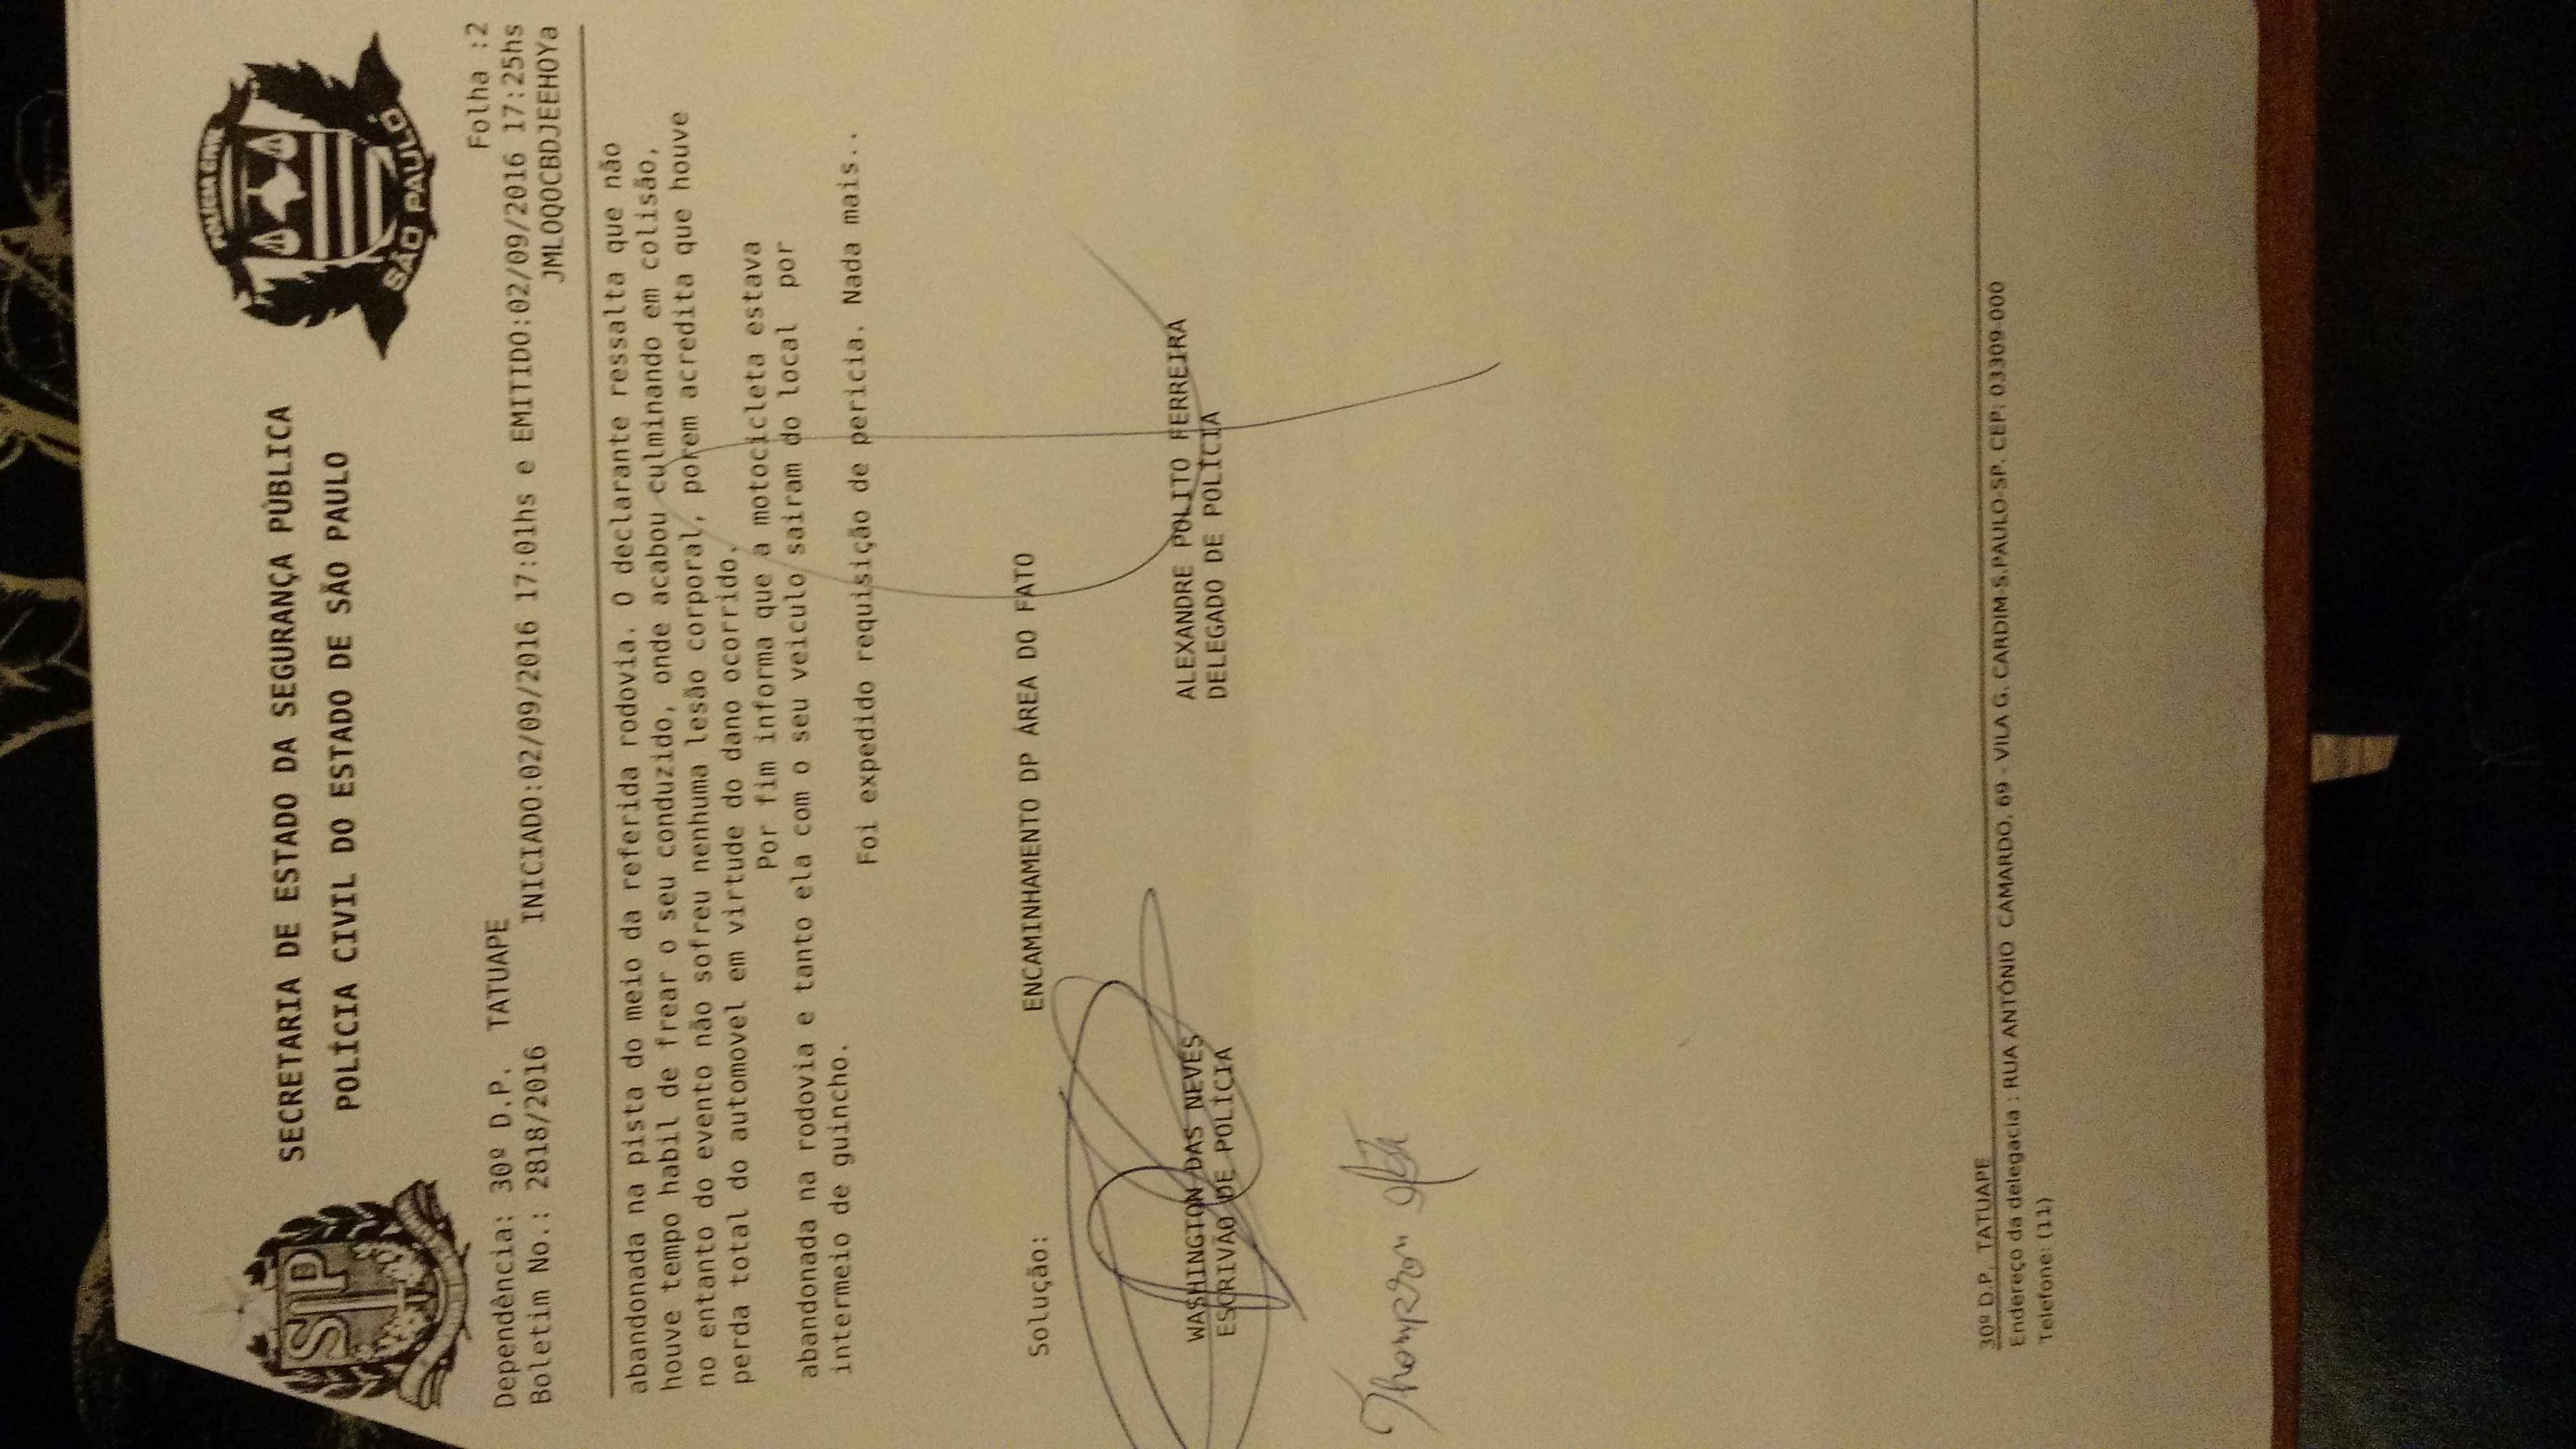 SECRETARIA DE ESTADO DA SEGURANÇA PÚBLICA
POLÍCIA CIVIL DO ESTADO DE SÃO PAULO
SSP
POLÍCIA CIVIL
SÃO PAULO
Folha :2
Dependência: 30º D.P. TATUAPE
Boletim No.: 2818/2016 INICIADO:02/09/2016 17:01hs e EMITIDO:02/09/2016 17:25hs
JMLOQOCBDJEEHOYa
abandonada na pista do meio da referida rodovia. O declarante ressalta que não
houve tempo habil de frear o seu conduzido, onde acabou culminando em colisão,
no entanto do evento não sofreu nenhuma lesão corporal, porem acredita que houve
perda total do automovel em virtude do dano ocorrido.
Por fim informa que a motocicleta estava
abandonada na rodovia e tanto ela com o seu veiculo sairam do local por
intermeio de guincho.
Foi expedido requisição de pericia. Nada mais..
Solução: ENCAMINHAMENTO DP ÁREA DO FATO
WASHINGTON DAS NEVES
ESCRIVÃO DE POLICIA
ALEXANDRE POLITO FERREIRA
DELEGADO DE POLÍCIA
30º D.P. TATUAPE
Endereço da delegacia : RUA ANTÔNIO CAMARDO, 69 - VILA G. CARDIM-S.PAULO-SP. CEP: 03309-000
Telefone: (11)